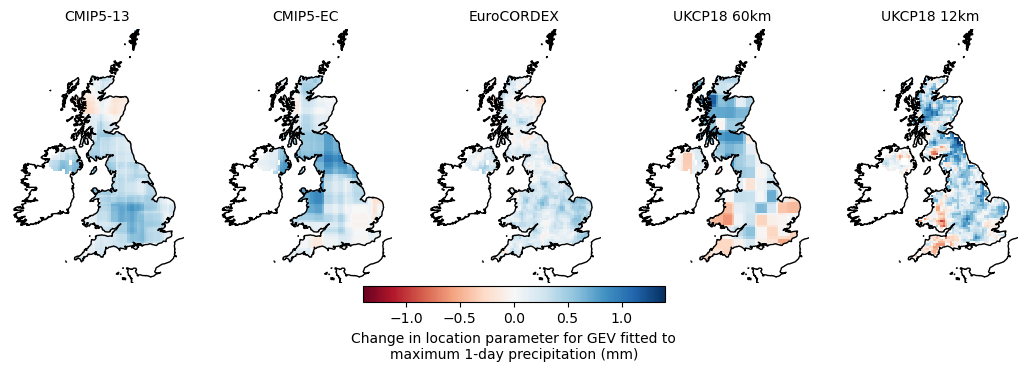 CMIP5-13 CMIP5-EC EuroCORDEX UKCP18 60km UKCP18 12km
−1.0 −0.5 0.0 0.5 1.0
Change in location parameter for GEV fitted to
maximum 1-day precipitation (mm)